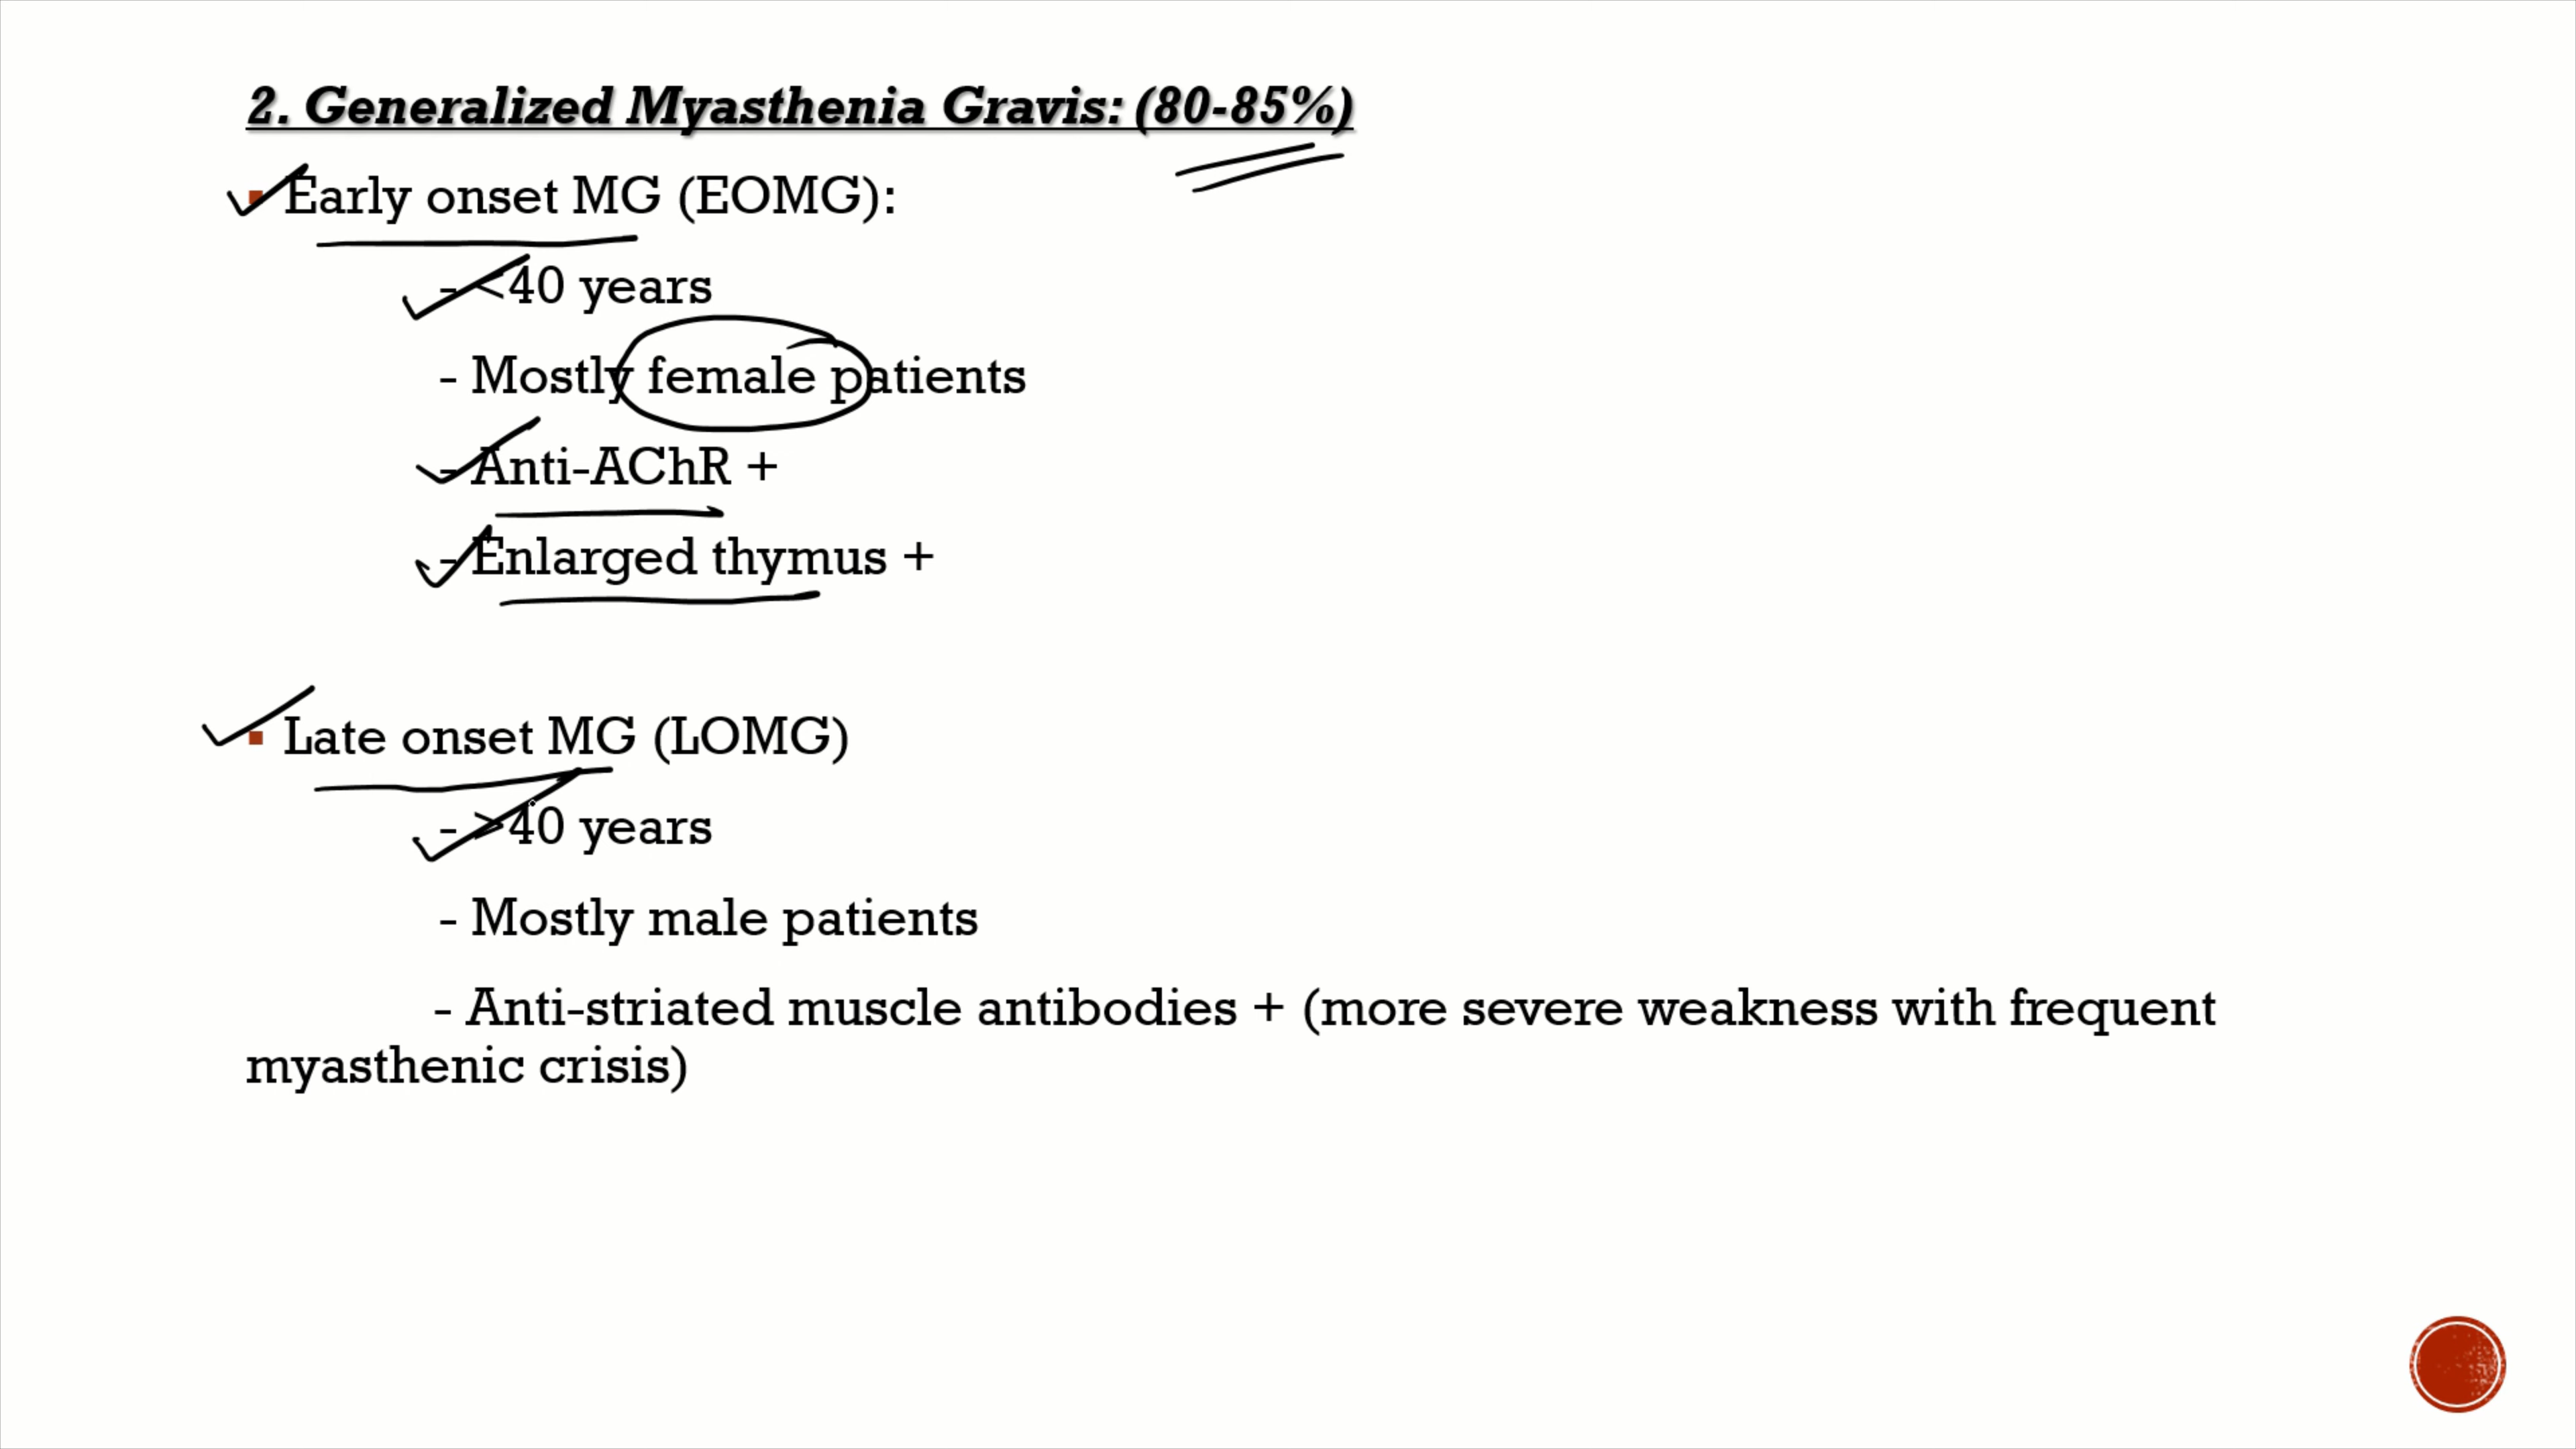 2. Generalized Myasthenia Gravis: (80-85%)
Early onset MG (EOMG):
- <40 years
- Mostly female patients
- Anti-AChR +
- Enlarged thymus +
Late onset MG (LOMG)
- >40 years
- Mostly male patients
- Anti-striated muscle antibodies + (more severe weakness with frequent
myasthenic crisis)